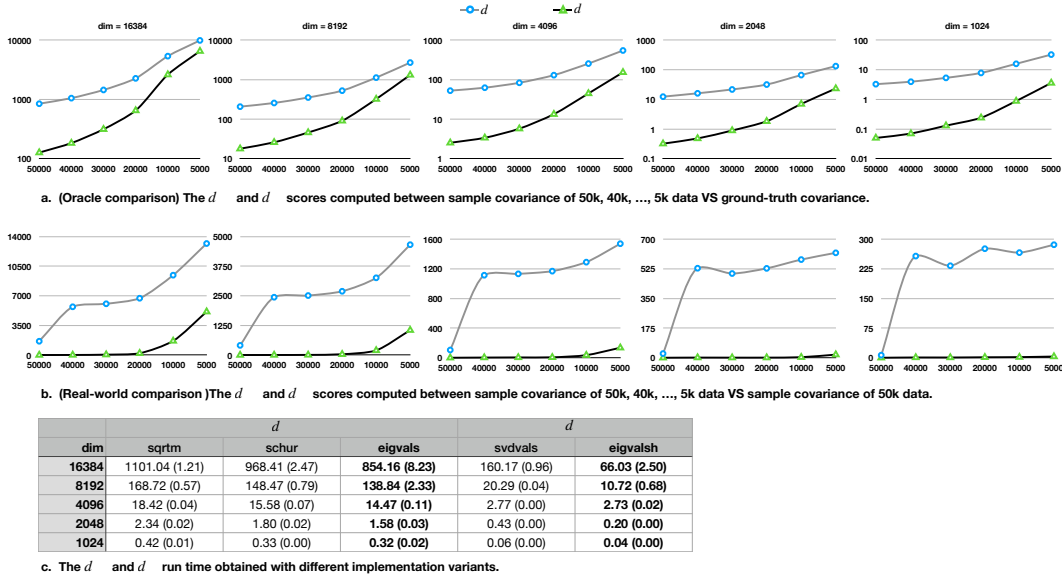 d d
dim = 16384 dim = 8192 dim = 4096 dim = 2048 dim = 1024
10000 10000 1000 1000 100
1000 1000 100 100 10
100 10 1
1 0.1
100 10 1 0.1 0.01
50000 40000 30000 20000 10000 5000 50000 40000 30000 20000 10000 5000 50000 40000 30000 20000 10000 5000 50000 40000 30000 20000 10000 5000 50000 40000 30000 20000 10000 5000
a. (Oracle comparison) The d and d scores computed between sample covariance of 50k, 40k, ..., 5k data VS ground-truth covariance.
14000 5000 1600 700 300
10500 3750 1200 525 225
7000 2500 800 350 150
3500 1250 400 175 75
0 0 0 0 0
50000 40000 30000 20000 10000 5000 50000 40000 30000 20000 10000 5000 50000 40000 30000 20000 10000 5000 50000 40000 30000 20000 10000 5000 50000 40000 30000 20000 10000 5000
b. (Real-world comparison )The d and d scores computed between sample covariance of 50k, 40k, ..., 5k data VS sample covariance of 50k data.
d d
dim sqrtm schur eigvals svdvals eigvalsh
16384 1101.04 (1.21) 968.41 (2.47) 854.16 (8.23) 160.17 (0.96) 66.03 (2.50)
8192 168.72 (0.57) 148.47 (0.79) 138.84 (2.33) 20.29 (0.04) 10.72 (0.68)
4096 18.42 (0.04) 15.58 (0.07) 14.47 (0.11) 2.77 (0.00) 2.73 (0.02)
2048 2.34 (0.02) 1.80 (0.02) 1.58 (0.03) 0.43 (0.00) 0.20 (0.00)
1024 0.42 (0.01) 0.33 (0.00) 0.32 (0.02) 0.06 (0.00) 0.04 (0.00)
c. The d and d run time obtained with different implementation variants.